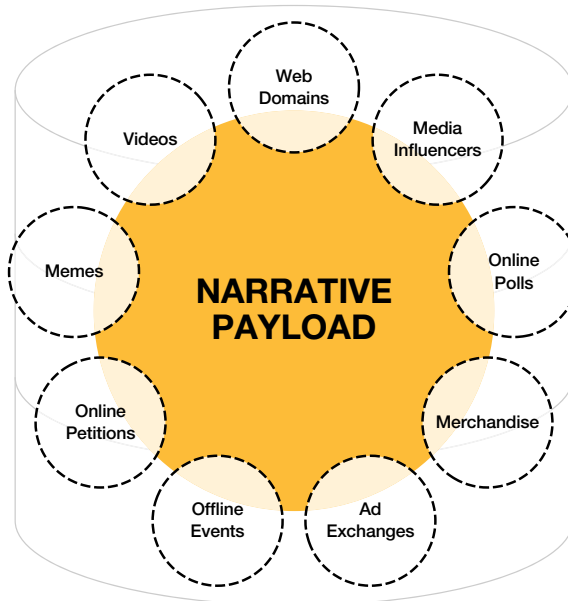 Web
Domains
Media
Influencers
Online
Polls
Merchandise
Ad
Exchanges
Offline
Events
Online
Petitions
Memes
Videos
NARRATIVE
PAYLOAD